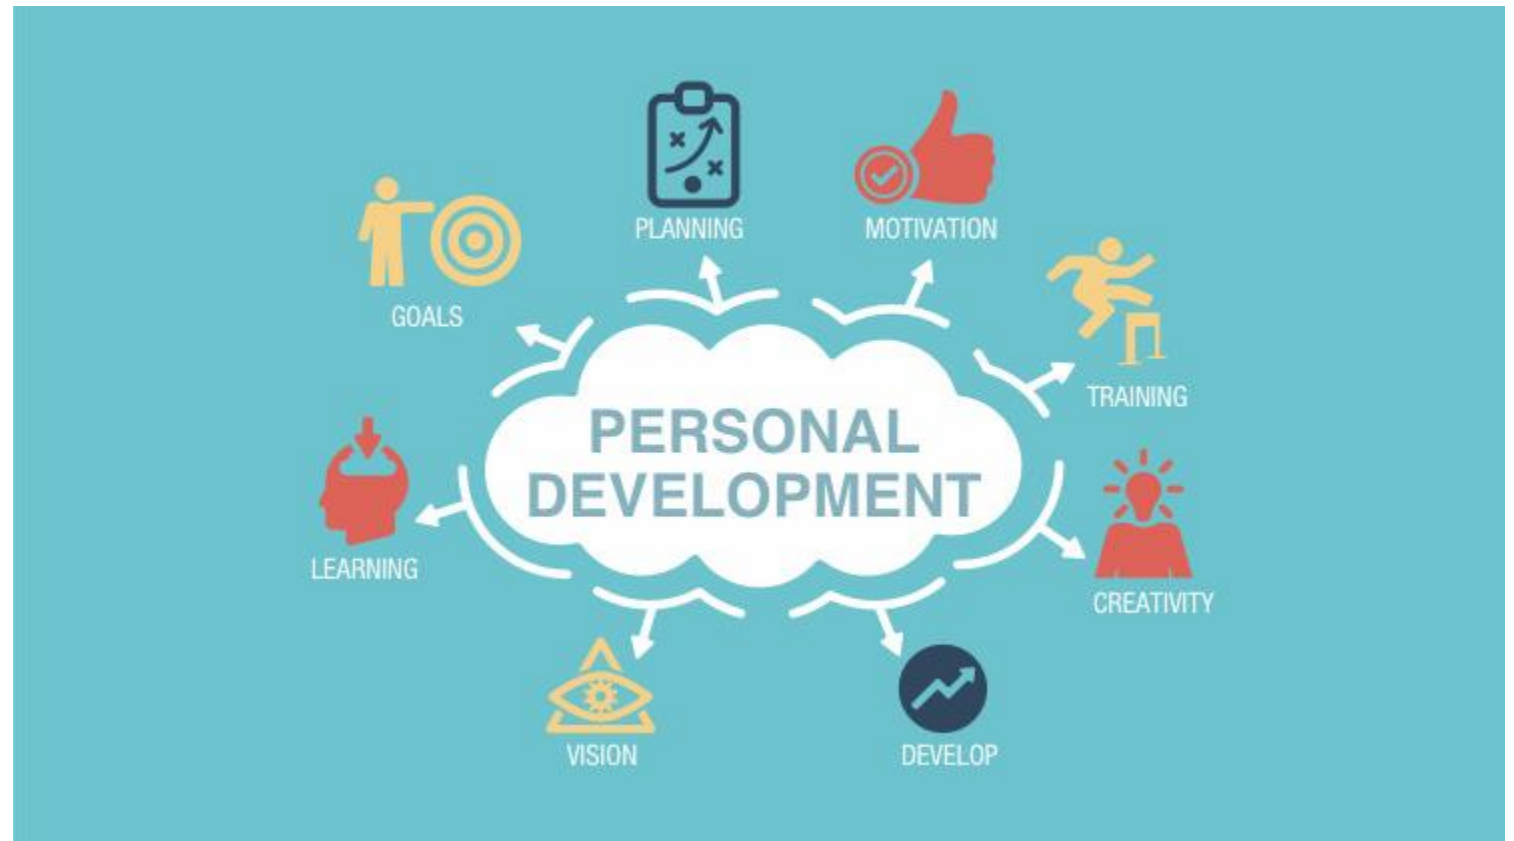 PLANNING
MOTIVATION
GOALS
TRAINING
PERSONAL
DEVELOPMENT
LEARNING
CREATIVITY
VISION
DEVELOP